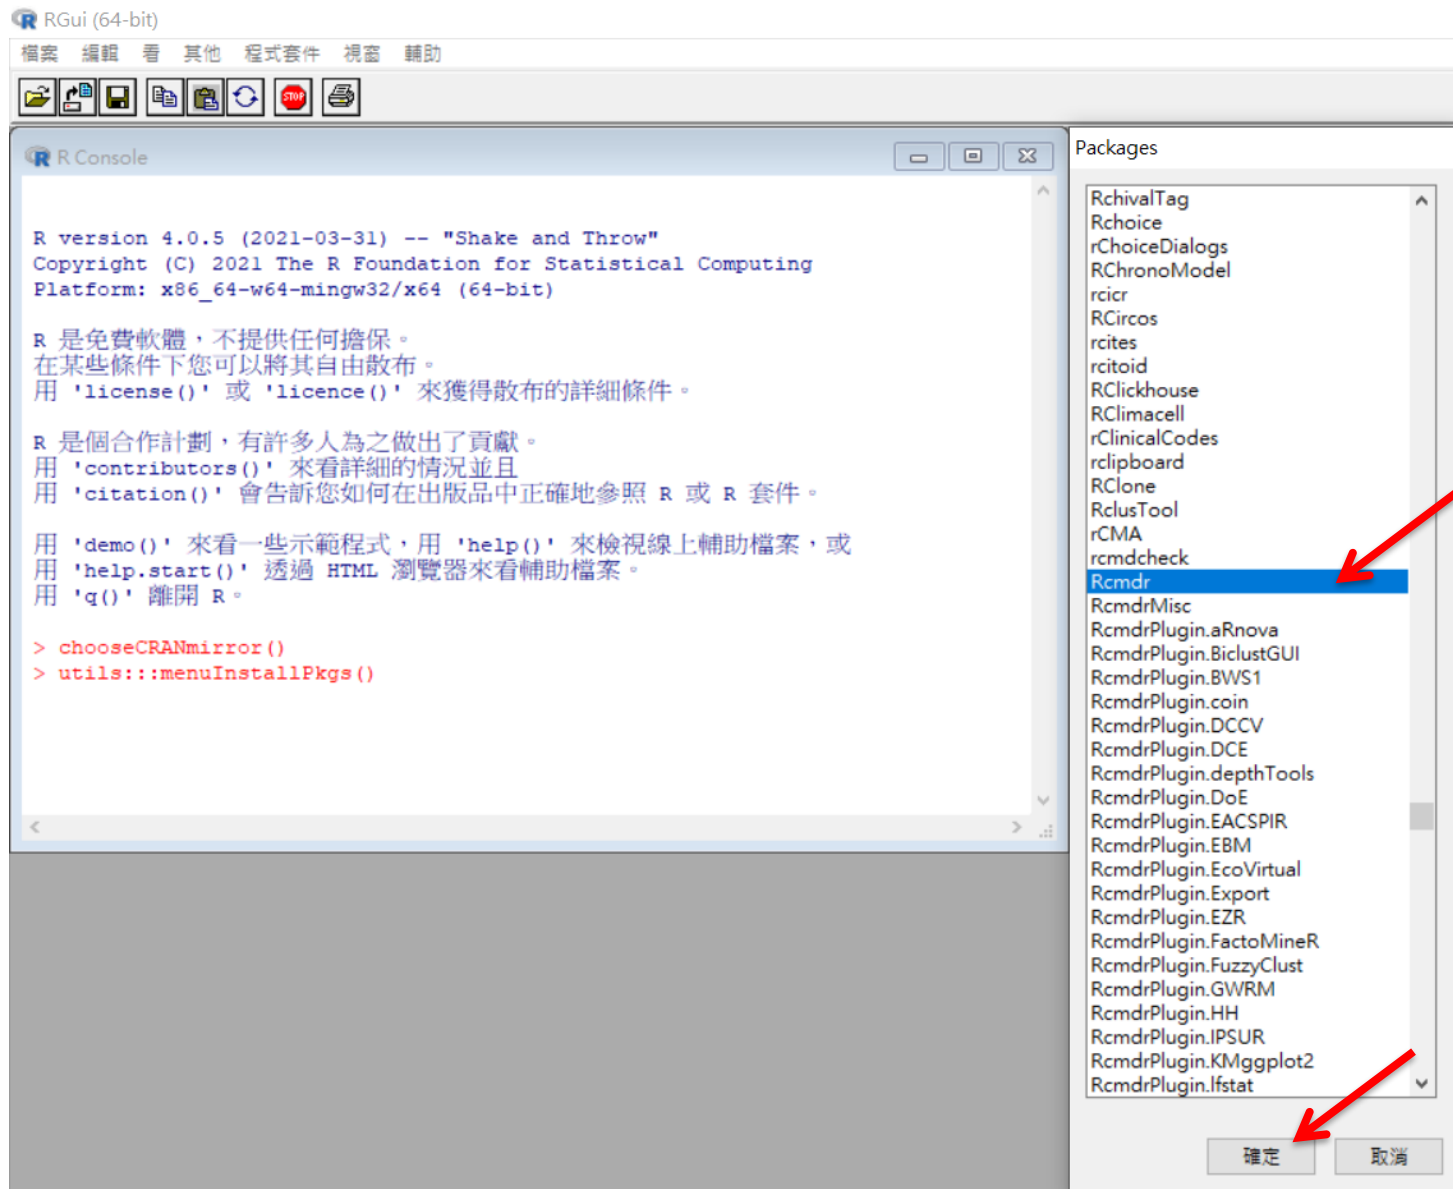 RGui (64-bit)
檔案 編輯 看 其他 程式套件 視窗 輔助
STOP
R Console
R version 4.0.5 (2021-03-31) -- "Shake and Throw"
Copyright (C) 2021 The R Foundation for Statistical Computing
Platform: x86_64-w64-mingw32/x64 (64-bit)
R 是免費軟體，不提供任何擔保。
在某些條件下您可以將其自由散布。
用 'license()' 或 'licence()' 來獲得散布的詳細條件。
R 是個合作計劃，有許多人為之做出了貢獻。
用 'contributors()' 來看詳細的情況並且
用 'citation()' 會告訴您如何在出版品中正確地參照 R 或 R 套件。
用 'demo()' 來看一些示範程式，用 'help()' 來檢視線上輔助檔案，或
用 'help.start()' 透過 HTML 瀏覽器來看輔助檔案。
用 'q()' 離開 R。
> chooseCRANmirror()
> utils:::menuInstallPkgs()
Packages
RchivalTag
Rchoice
rChoiceDialogs
RChronoModel
rcicr
RCircos
rcites
rcitoid
RClickhouse
RClimacell
rClinicalCodes
rclipboard
RClone
RclusTool
rCMA
rcmdcheck
Rcmdr
RcmdrMisc
RcmdrPlugin.aRnova
RcmdrPlugin.BiclustGUI
RcmdrPlugin.BWS1
RcmdrPlugin.coin
RcmdrPlugin.DCCV
RcmdrPlugin.DCE
RcmdrPlugin.depthTools
RcmdrPlugin.DoE
RcmdrPlugin.EACSPIR
RcmdrPlugin.EBM
RcmdrPlugin.EcoVirtual
RcmdrPlugin.Export
RcmdrPlugin.EZR
RcmdrPlugin.FactoMineR
RcmdrPlugin.FuzzyClust
RcmdrPlugin.GWRM
RcmdrPlugin.HH
RcmdrPlugin.IPSUR
RcmdrPlugin.KMggplot2
RcmdrPlugin.lfstat
確定 取消